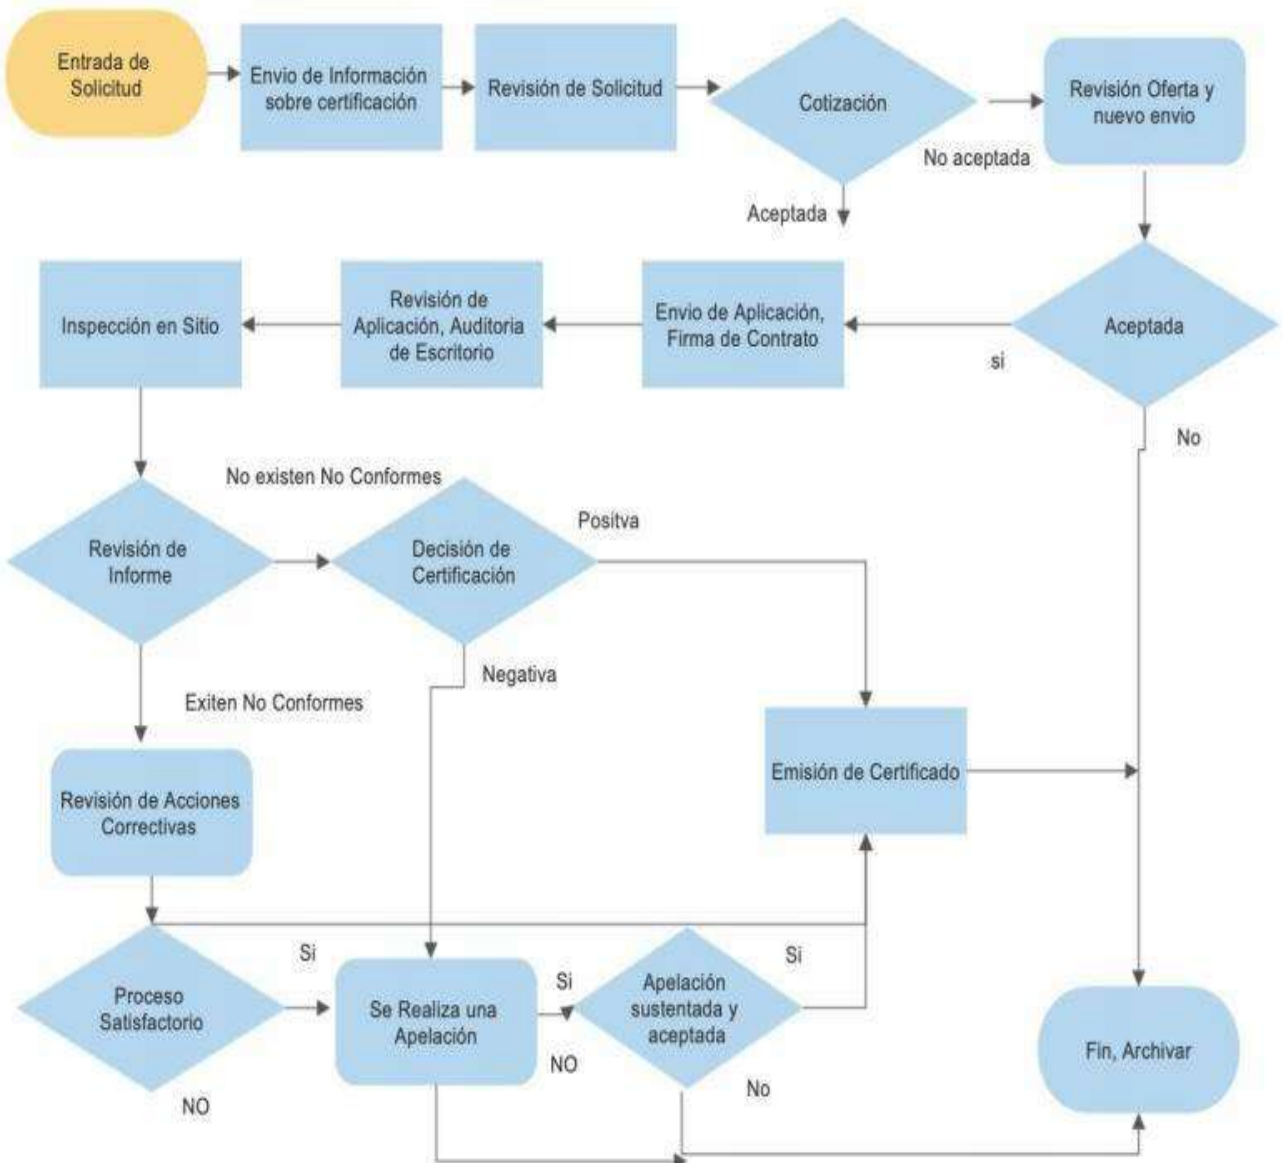 Entrada de
Solicitud
Envio de Información
sobre certificación
Revisión de Solicitud
Cotización
Revisión Oferta y
nuevo envio
No aceptada
Aceptada
Inspección en Sitio
Revisión de
Aplicación, Auditoria
de Escritorio
Envio de Aplicación,
Firma de Contrato
Aceptada
si
No
No existen No Conformes
Revisión de
Informe
Decisión de
Certificación
Positva
Negativa
Exiten No Conformes
Emisión de Certificado
Revisión de Acciones
Correctivas
Si
Proceso
Satisfactorio
NO
Se Realiza una
Apelación
Si
NO
Apelación
sustentada y
aceptada
Si
No
Fin, Archivar